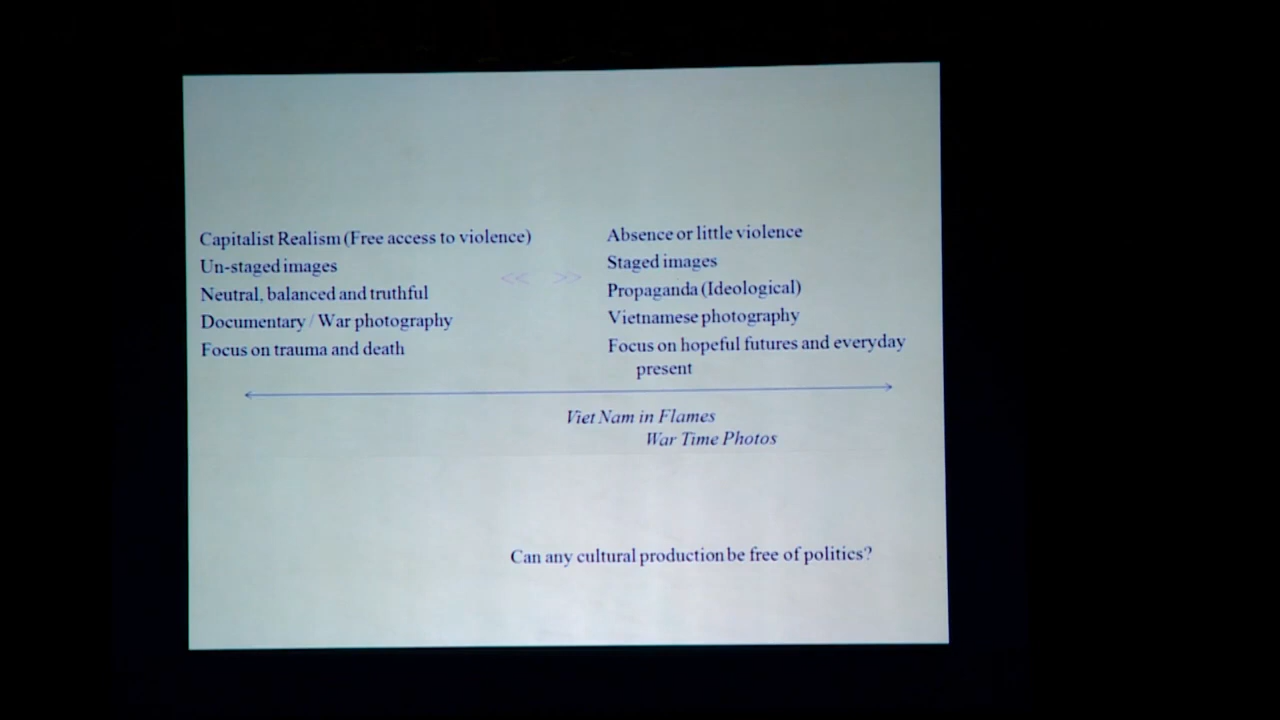 Capitalist Realism (Free access to violence)
Un-staged images
Neutral, balanced and truthful
Documentary / War photography
Focus on trauma and death
<< >>
Absence or little violence
Staged images
Propaganda (Ideological)
Vietnamese photography
Focus on hopeful futures and everyday
present
Viet Nam in Flames
War Time Photos
Can any cultural production be free of politics?